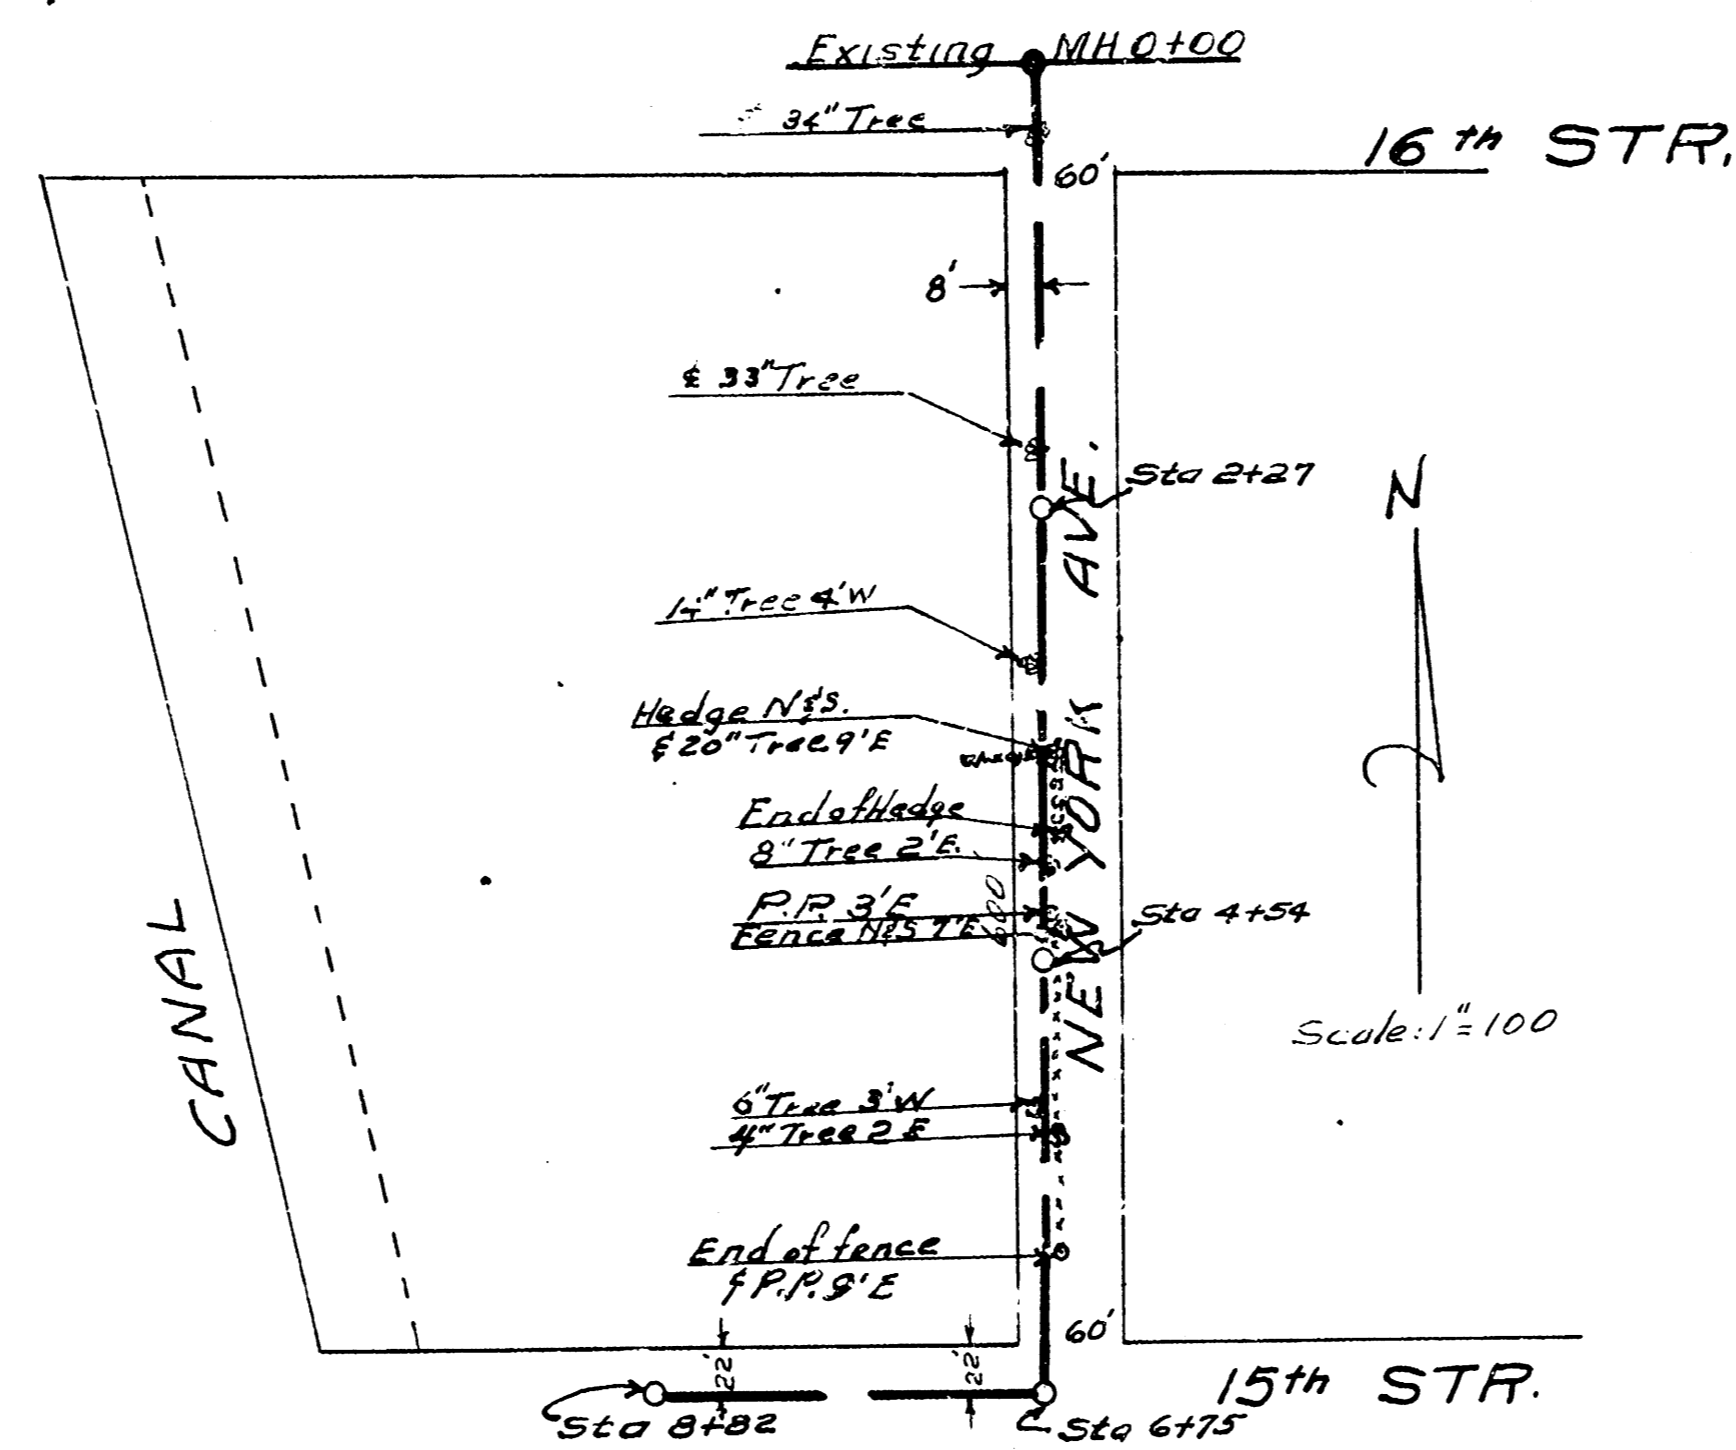 Existing MH 0+00
34" Tree
16th STR.
60'
8'
℄ 33" Tree
Sta 2+27
N
14" Tree 4'W
Hedge N&S.
& 20" Tree 9'E
End of Hedge
8" Tree 2'E.
P.P. 3'E
Fence N&S 7'E
600
Sta 4+54
NEW YORK AVE.
CANAL
Scale: 1"=100
6" Tree 3'W
4" Tree 2 E
End of fence
& P.P. 9'E
60'
22'
22'
15th STR.
Sta 8+82
Sta 6+75